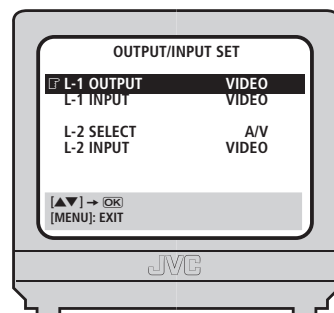 OUTPUT/INPUT SET
☞ L-1 OUTPUT VIDEO
L-1 INPUT VIDEO
L-2 SELECT A/V
L-2 INPUT VIDEO
[▲▼] → OK
[MENU]: EXIT
JVC